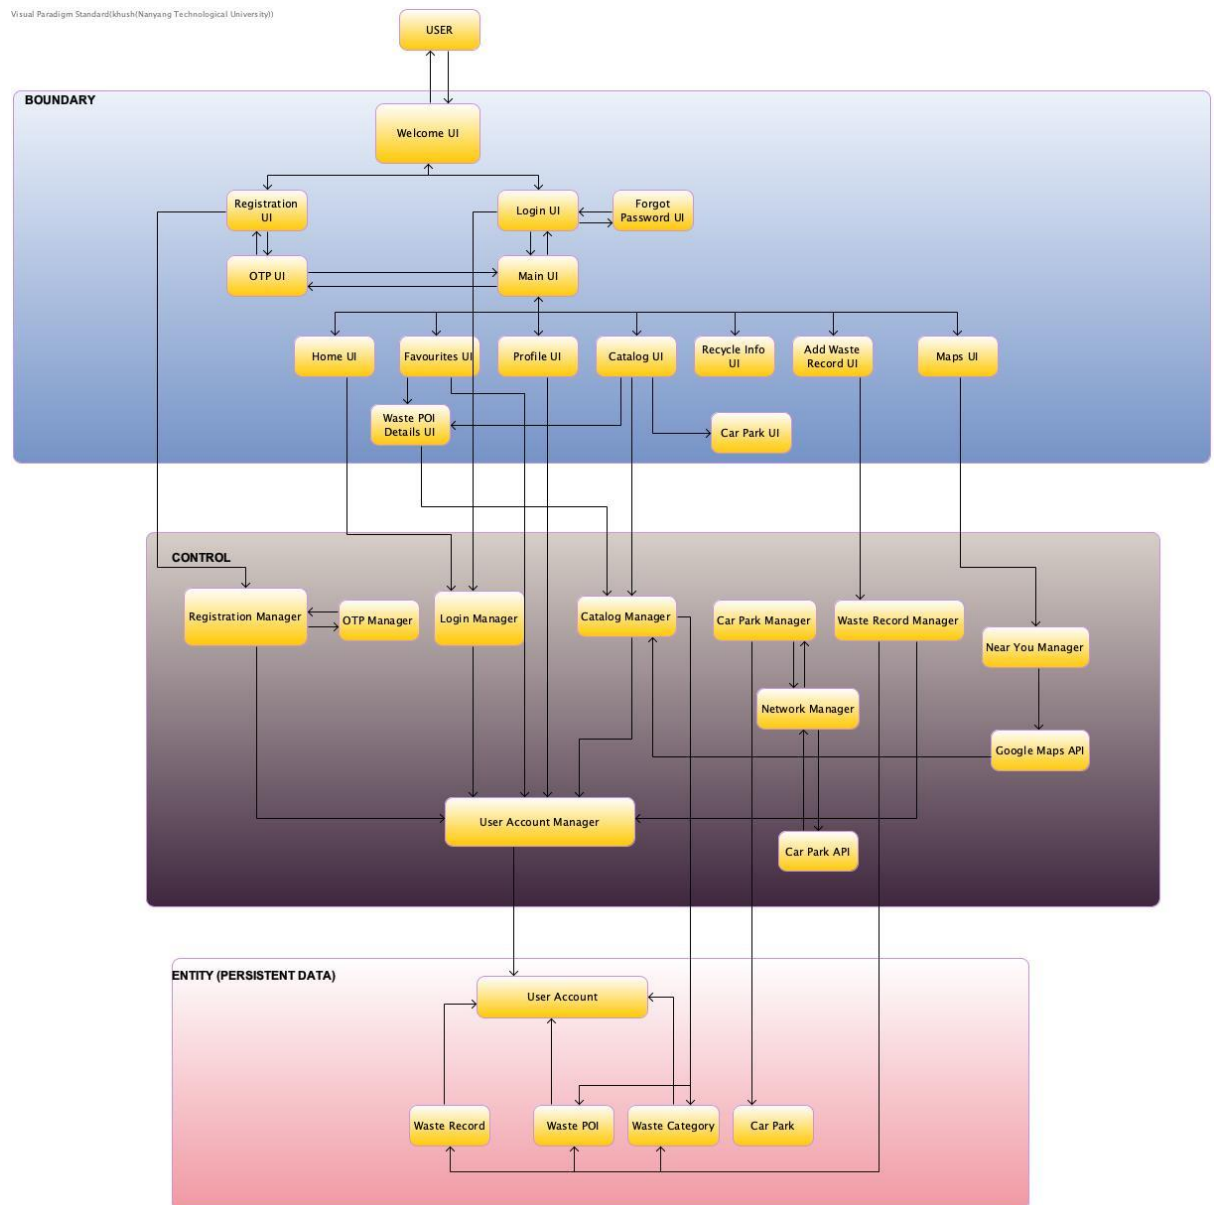 Visual Paradigm Standard(khush(Nanyang Technological University))
USER
BOUNDARY
Welcome UI
Registration
UI
Login UI
Forgot
Password UI
OTP UI
Main UI
Home UI
Favourites UI
Profile UI
Catalog UI
Recycle Info
UI
Add Waste
Record UI
Maps UI
Waste POI
Details UI
Car Park UI
CONTROL
Registration Manager
OTP Manager
Login Manager
Catalog Manager
Car Park Manager
Waste Record Manager
Near You Manager
Network Manager
Google Maps API
User Account Manager
Car Park API
ENTITY (PERSISTENT DATA)
User Account
Waste Record
Waste POI
Waste Category
Car Park